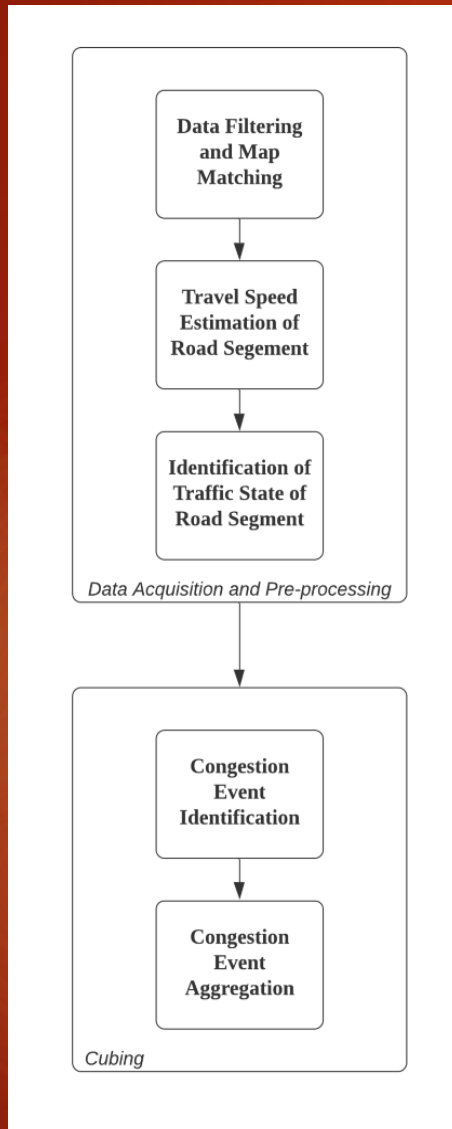 Data Filtering
and Map
Matching
Travel Speed
Estimation of
Road Segement
Identification of
Traffic State of
Road Segment
Data Acquisition and Pre-processing
Congestion
Event
Identification
Congestion
Event
Aggregation
Cubing